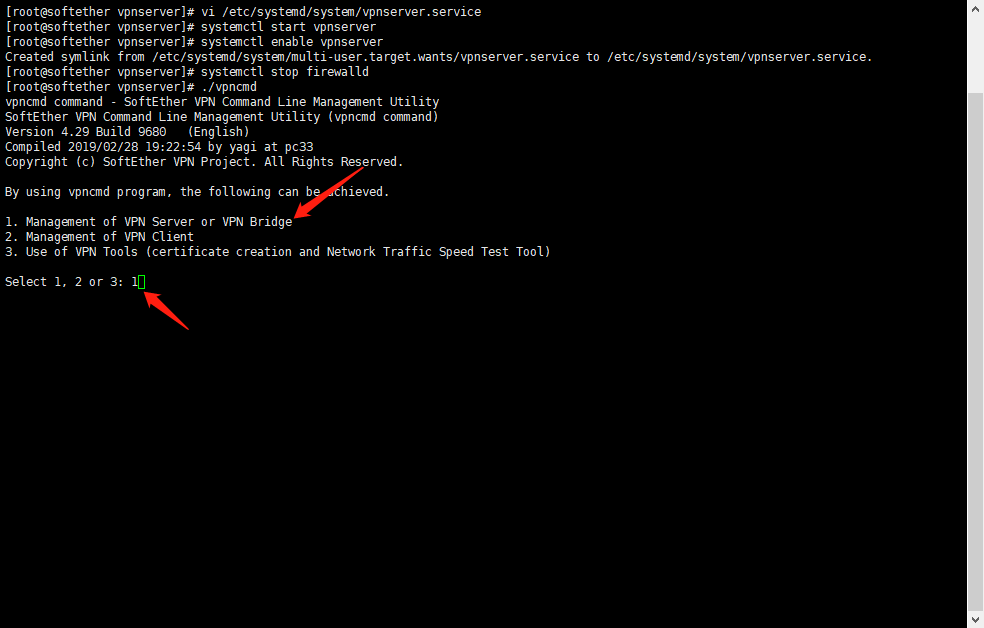 [root@softether vpnserver]# vi /etc/systemd/system/vpnserver.service
[root@softether vpnserver]# systemctl start vpnserver
[root@softether vpnserver]# systemctl enable vpnserver
Created symlink from /etc/systemd/system/multi-user.target.wants/vpnserver.service to /etc/systemd/system/vpnserver.service.
[root@softether vpnserver]# systemctl stop firewalld
[root@softether vpnserver]# ./vpncmd
vpncmd command - SoftEther VPN Command Line Management Utility
SoftEther VPN Command Line Management Utility (vpncmd command)
Version 4.29 Build 9680   (English)
Compiled 2019/02/28 19:22:54 by yagi at pc33
Copyright (c) SoftEther VPN Project. All Rights Reserved.
By using vpncmd program, the following can be achieved.
1. Management of VPN Server or VPN Bridge
2. Management of VPN Client
3. Use of VPN Tools (certificate creation and Network Traffic Speed Test Tool)
Select 1, 2 or 3: 1